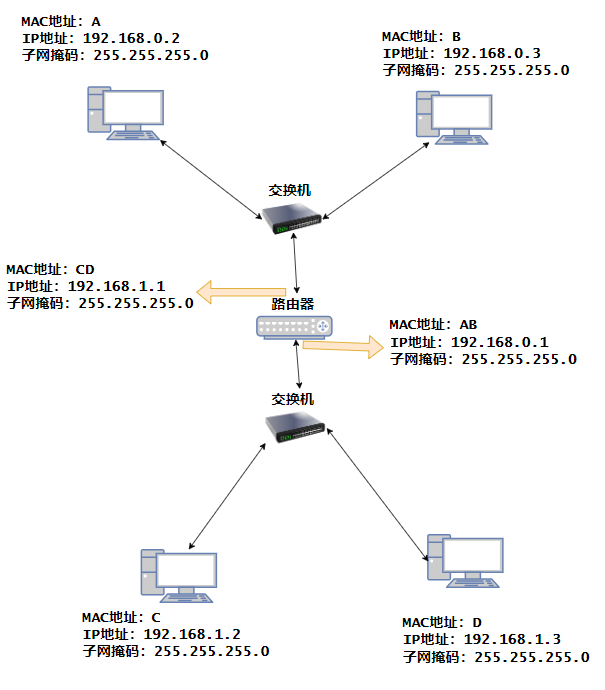 MAC地址：A
IP地址：192.168.0.2
子网掩码：255.255.255.0
MAC地址：B
IP地址：192.168.0.3
子网掩码：255.255.255.0
交换机
MAC地址：CD
IP地址：192.168.1.1
子网掩码：255.255.255.0
路由器
MAC地址：AB
IP地址：192.168.0.1
子网掩码：255.255.255.0
交换机
MAC地址：C
IP地址：192.168.1.2
子网掩码：255.255.255.0
MAC地址：D
IP地址：192.168.1.3
子网掩码：255.255.255.0